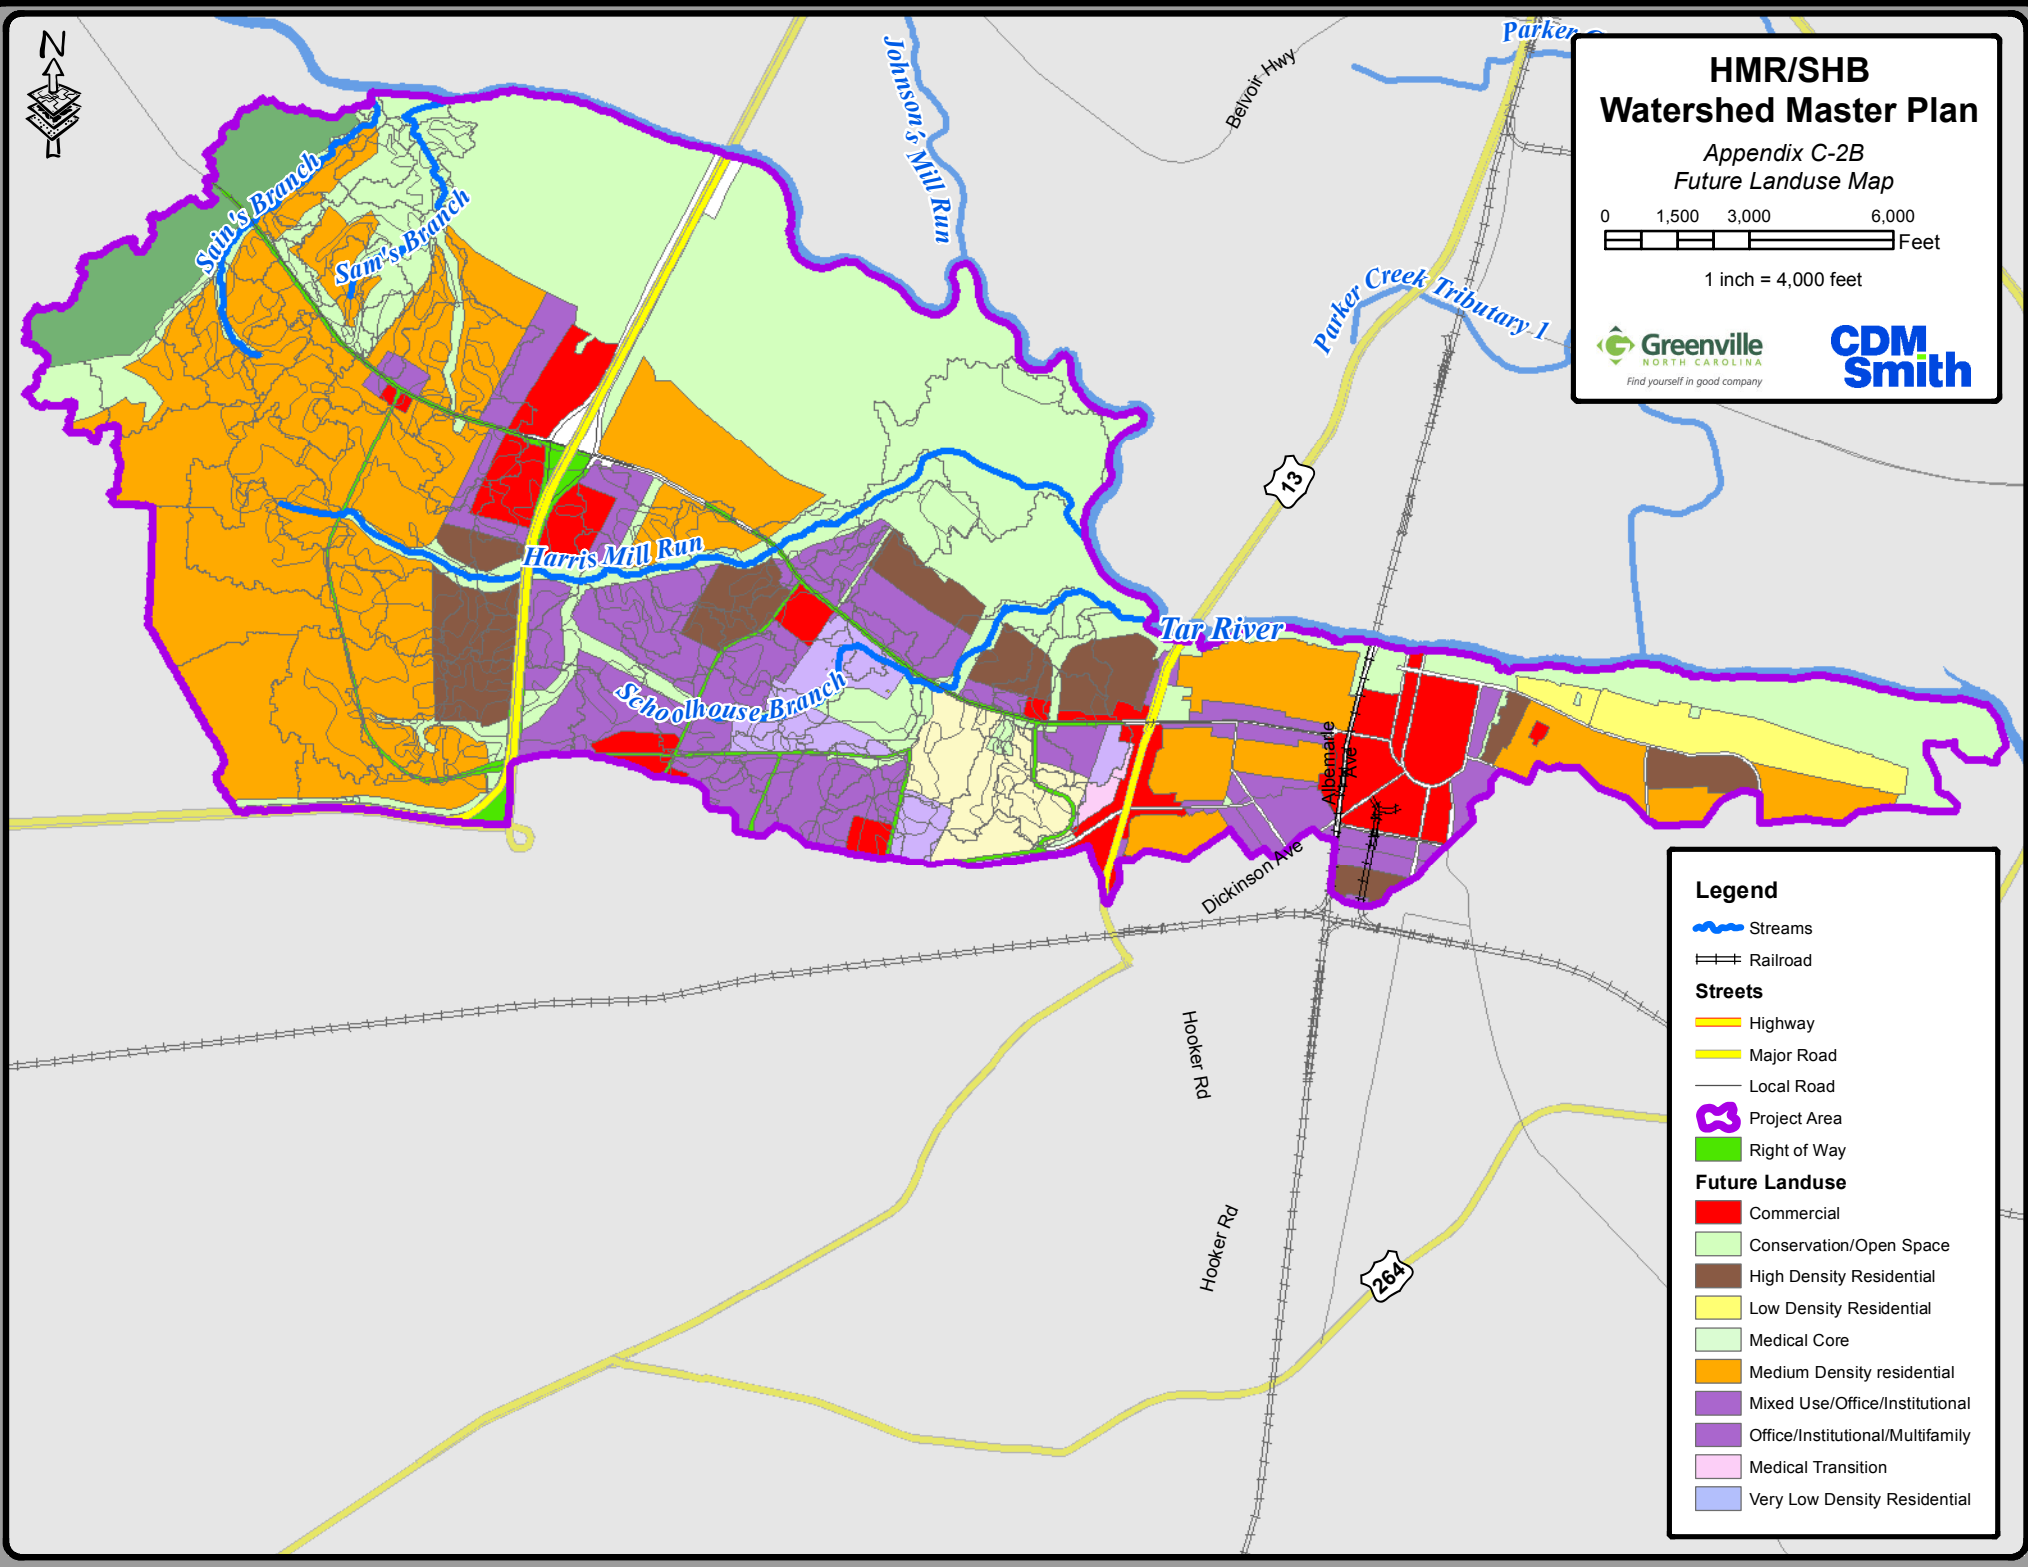 N
Parker
Johnson's Mill Run
Belvoir Hwy
HMR/SHB
Watershed Master Plan
Appendix C-2B
Future Landuse Map
0 1,500 3,000 6,000
Feet
1 inch = 4,000 feet
Greenville
NORTH CAROLINA
Find yourself in good company
CDM
Smith
Sain's Branch
Sam's Branch
Parker Creek Tributary 1
13
Harris Mill Run
Tar River
Schoolhouse Branch
Albemarle
Ave
Dickinson Ave
Hooker Rd
Hooker Rd
264
Legend
Streams
Railroad
Streets
Highway
Major Road
Local Road
Project Area
Right of Way
Future Landuse
Commercial
Conservation/Open Space
High Density Residential
Low Density Residential
Medical Core
Medium Density residential
Mixed Use/Office/Institutional
Office/Institutional/Multifamily
Medical Transition
Very Low Density Residential